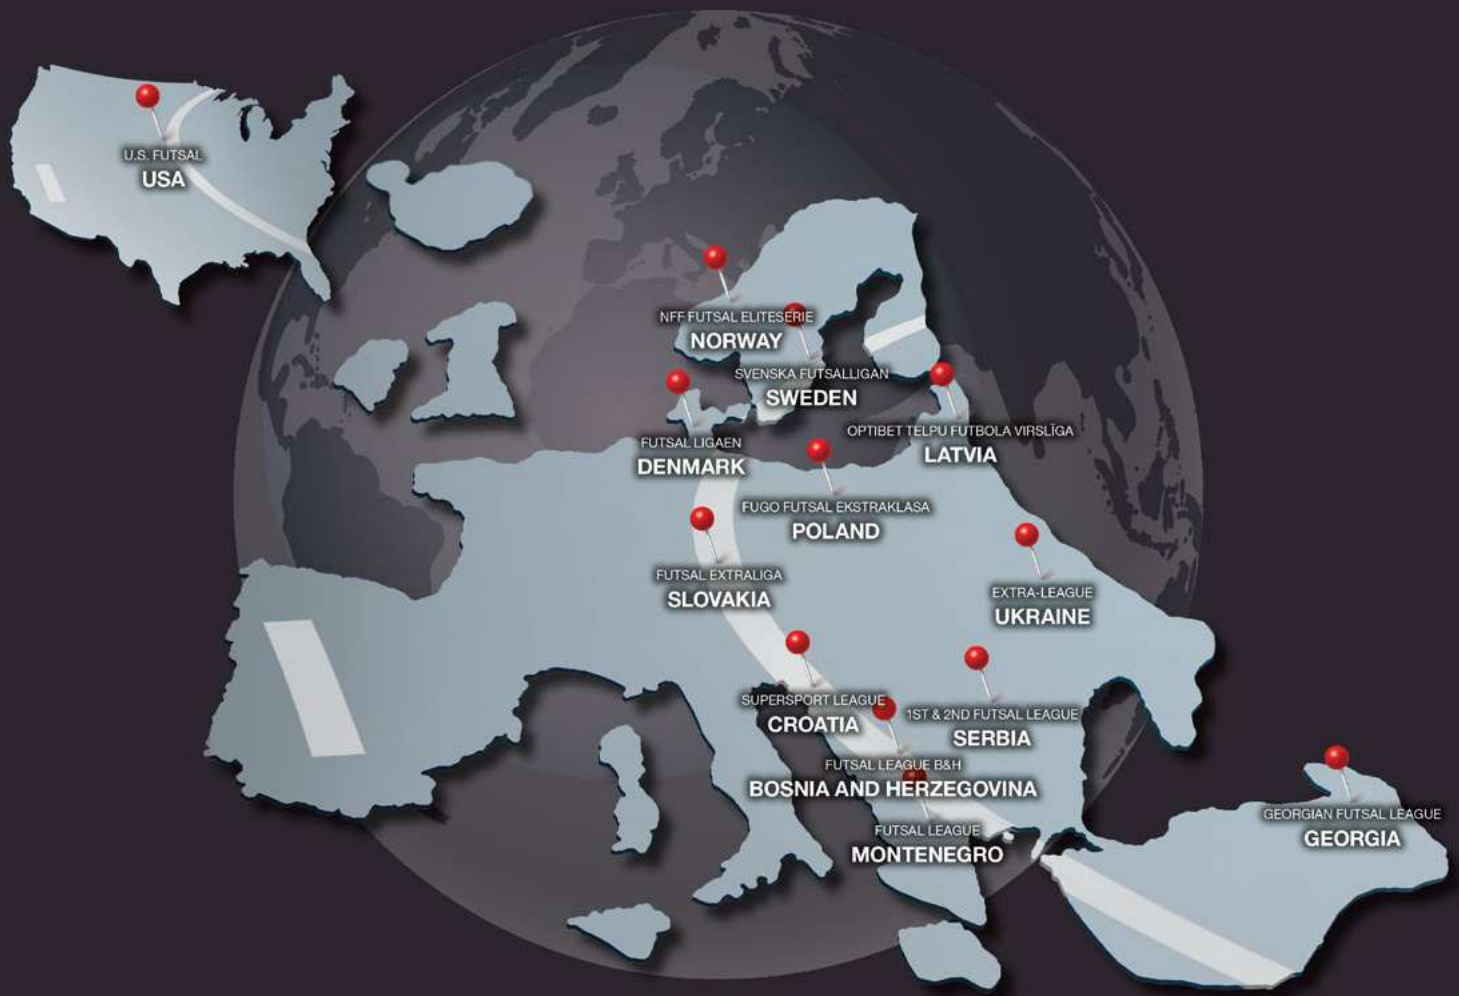 U.S. FUTSAL
USA
NFF FUTSAL ELITESERIE
NORWAY
SVENSKA FUTSALLIGAN
SWEDEN
FUTSAL LIGAEN
DENMARK
OPTIBET TELPU FUTBOLA VIRSLĪGA
LATVIA
FUGO FUTSAL EKSTRAKLASA
POLAND
FUTSAL EXTRALIGA
SLOVAKIA
EXTRA-LEAGUE
UKRAINE
SUPERSPORT LEAGUE
CROATIA
1ST & 2ND FUTSAL LEAGUE
SERBIA
FUTSAL LEAGUE B&H
BOSNIA AND HERZEGOVINA
FUTSAL LEAGUE
MONTENEGRO
GEORGIAN FUTSAL LEAGUE
GEORGIA